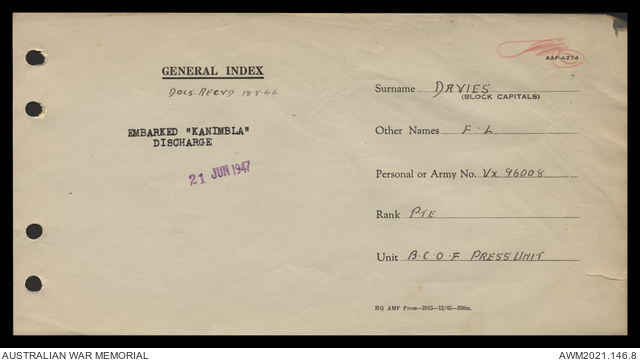 GENERAL INDEX
DOCS. RECVD 18-5-46
EMBARKED "KANIMBLA"
DISCHARGE
21 JUN 1947
AAF-A274
Surname DAVIES
(BLOCK CAPITALS)
Other Names F. L
Personal or Army No. Vx 96008
Rank PTE
Unit B.C.O.F PRESS UNIT
HQ AMF Press—2915—12/45—300m.
AUSTRALIAN WAR MEMORIAL
AWM2021.146.8